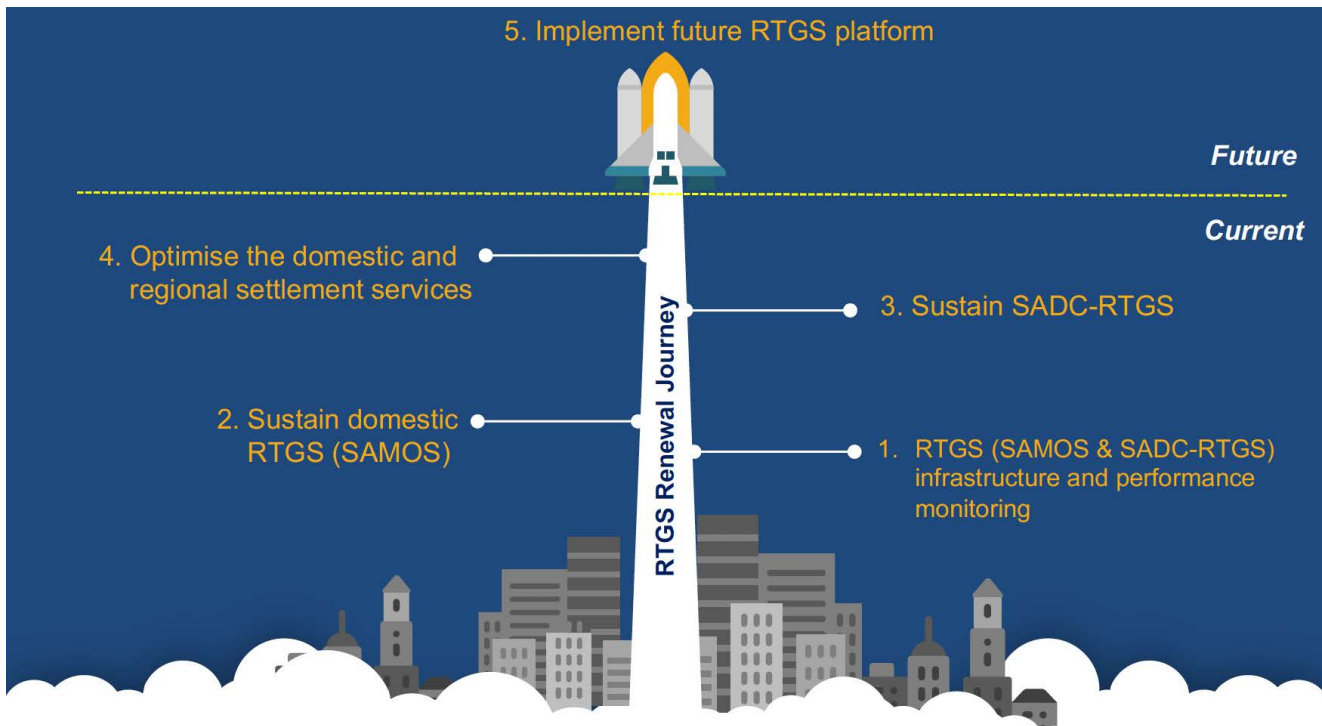 5. Implement future RTGS platform
Future
Current
4. Optimise the domestic and
regional settlement services
3. Sustain SADC-RTGS
2. Sustain domestic
RTGS (SAMOS)
1. RTGS (SAMOS & SADC-RTGS)
infrastructure and performance
monitoring
RTGS Renewal Journey